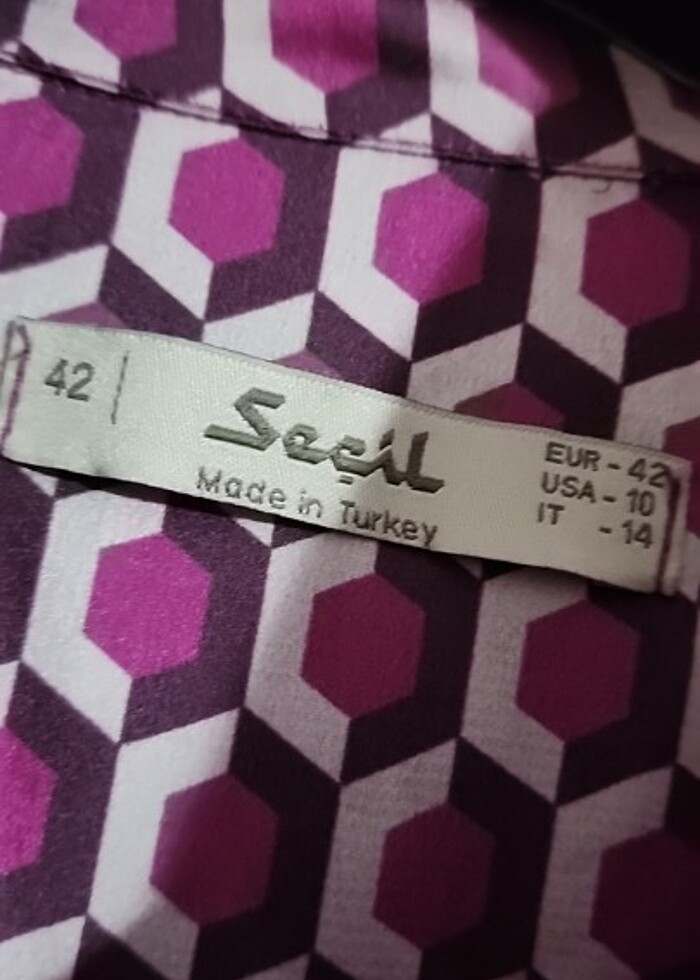 42
Seçil
Made in Turkey
EUR - 42
USA - 10
IT - 14